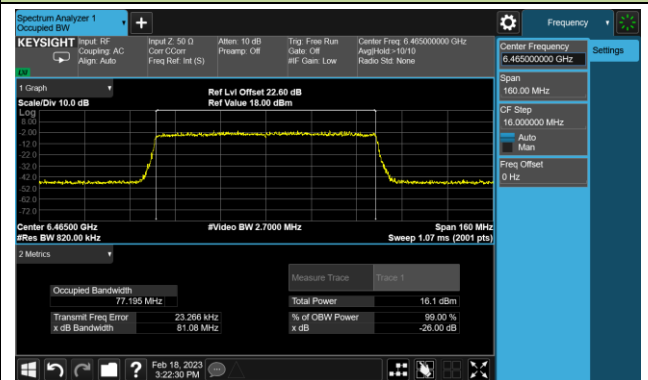 Spectrum Analyzer 1
Occupied BW
Frequency
KEYSIGHT
Input: RF
Coupling: AC
Align: Auto
Input Z: 50 Ω
Corr CCorr
Freq Ref: Int (S)
Atten: 10 dB
Preamp: Off
Trig: Free Run
Gate: Off
#IF Gain: Low
Center Freq: 6.465000000 GHz
Avg|Hold:>10/10
Radio Std: None
LXI
Center Frequency
6.465000000 GHz
Settings
Span
160.00 MHz
CF Step
16.000000 MHz
Auto
Man
Freq Offset
0 Hz
1 Graph
Scale/Div 10.0 dB
Ref Lvl Offset 22.60 dB
Ref Value 18.00 dBm
Log
8.00
-2.00
-12.0
-22.0
-32.0
-42.0
-52.0
-62.0
-72.0
Center 6.46500 GHz
#Video BW 2.7000 MHz
Span 160 MHz
#Res BW 820.00 kHz
Sweep 1.07 ms (2001 pts)
2 Metrics
Measure Trace
Trace 1
Occupied Bandwidth
77.195 MHz
Total Power
16.1 dBm
Transmit Freq Error
23.266 kHz
% of OBW Power
99.00 %
x dB Bandwidth
81.08 MHz
x dB
-26.00 dB
?
Feb 18, 2023
3:22:30 PM